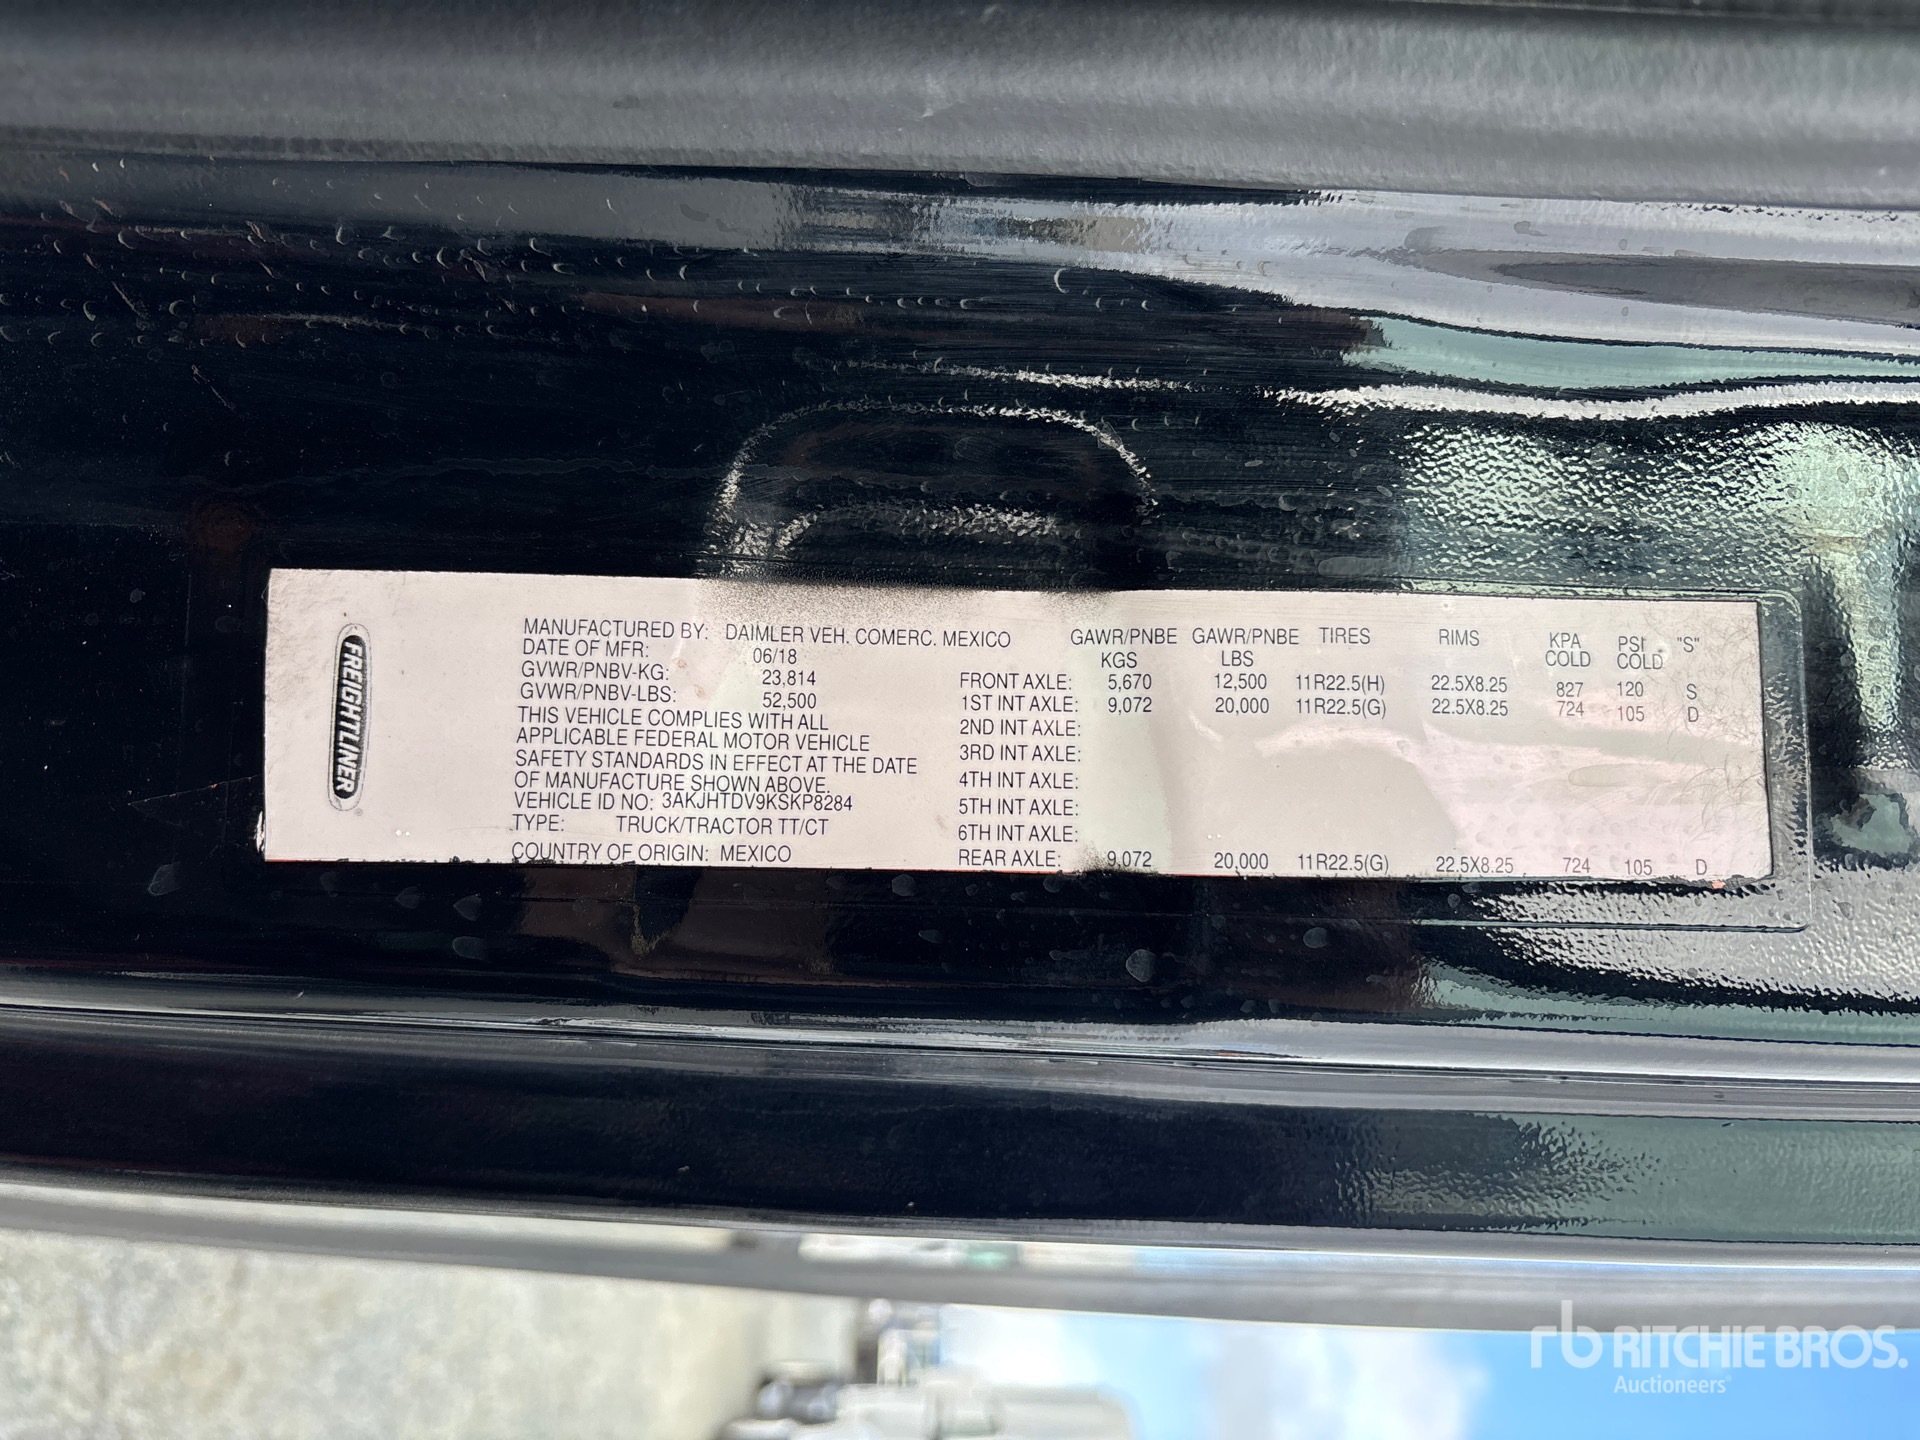 FREIGHTLINER
MANUFACTURED BY: DAIMLER VEH. COMERC. MEXICO
DATE OF MFR: 06/18
GVWR/PNBV-KG: 23,814
GVWR/PNBV-LBS: 52,500
THIS VEHICLE COMPLIES WITH ALL
APPLICABLE FEDERAL MOTOR VEHICLE
SAFETY STANDARDS IN EFFECT AT THE DATE
OF MANUFACTURE SHOWN ABOVE.
VEHICLE ID NO: 3AKJHTDV9KSKP8284
TYPE: TRUCK/TRACTOR TT/CT
COUNTRY OF ORIGIN: MEXICO
GAWR/PNBE GAWR/PNBE TIRES RIMS KPA PSI "S"
KGS LBS COLD COLD
FRONT AXLE: 5,670 12,500 11R22.5(H) 22.5X8.25 827 120 S
1ST INT AXLE: 9,072 20,000 11R22.5(G) 22.5X8.25 724 105 D
2ND INT AXLE:
3RD INT AXLE:
4TH INT AXLE:
5TH INT AXLE:
6TH INT AXLE:
REAR AXLE: 9,072 20,000 11R22.5(G) 22.5X8.25 724 105 D
rb RITCHIE BROS.
Auctioneers